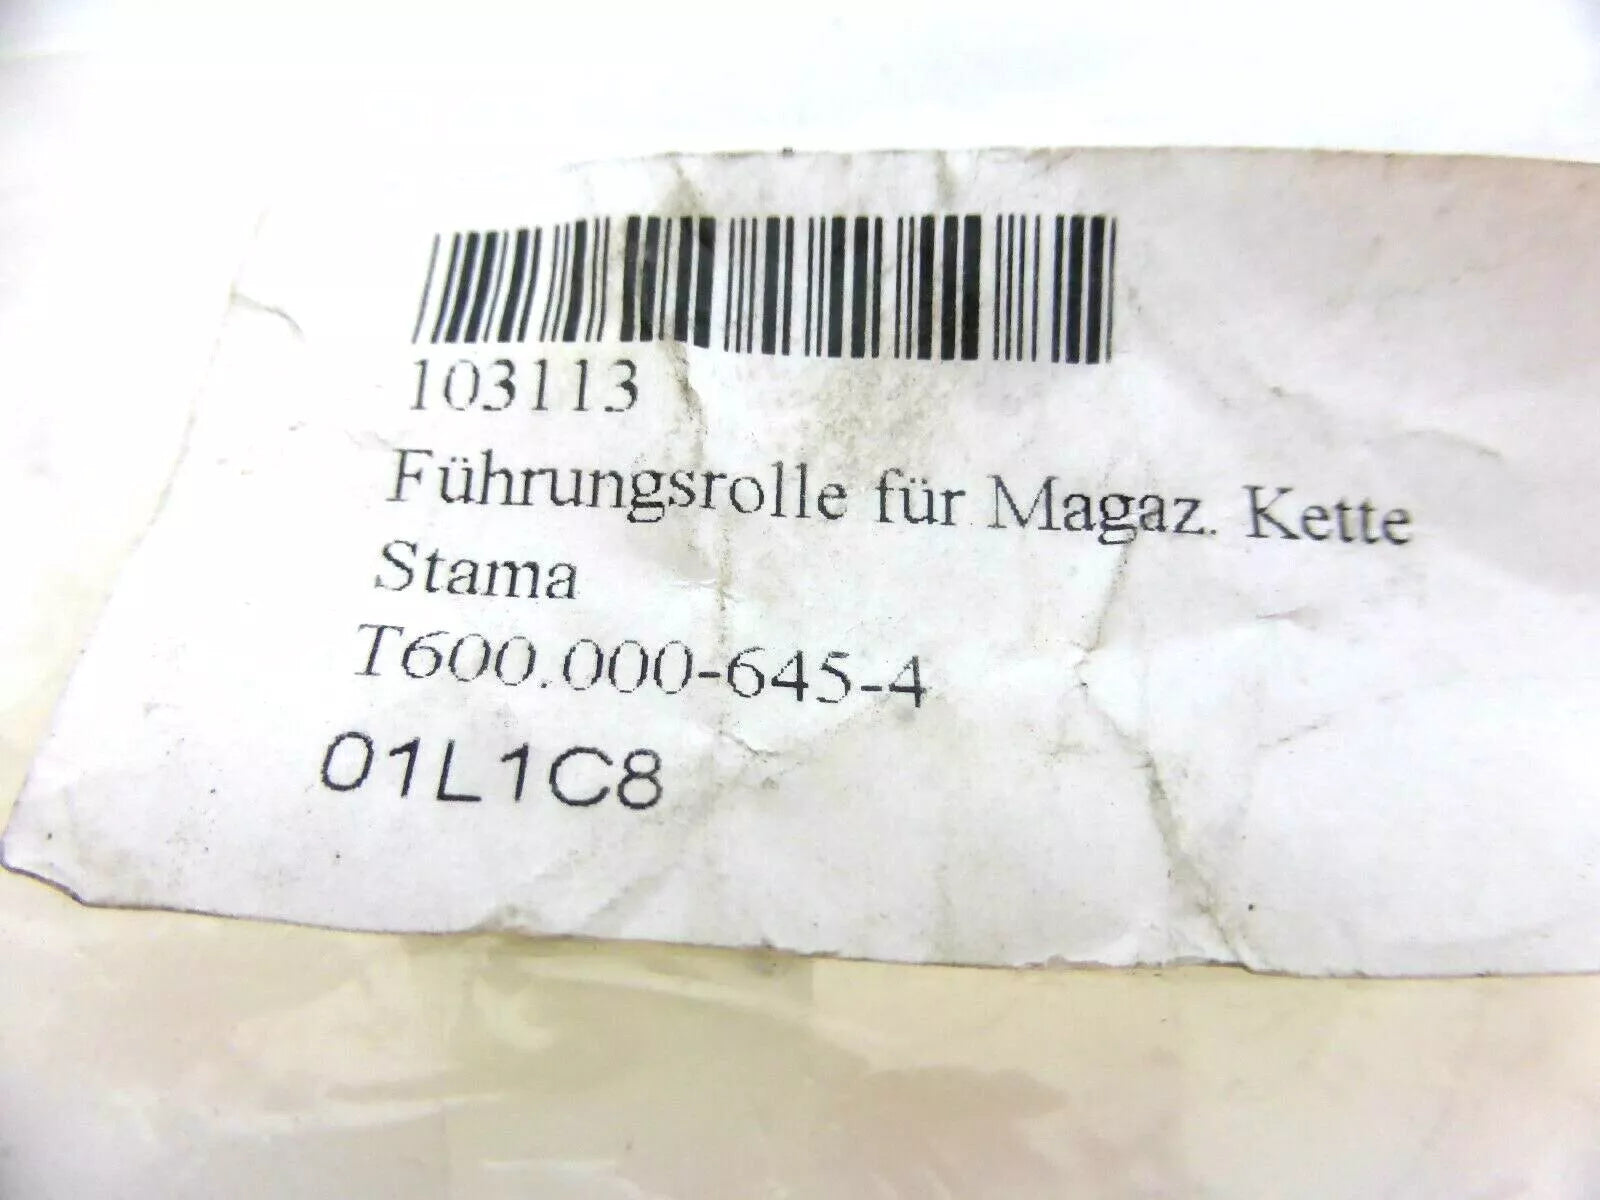 103113
Führungsrolle für Magaz. Kette
Stama
T600.000-645-4
01L1C8